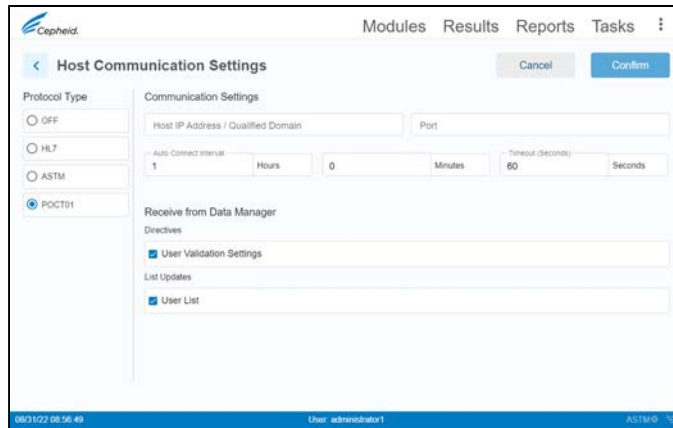 Cepheid.
Modules Results Reports Tasks
Host Communication Settings
Cancel Confirm
Protocol Type
OFF
HL7
ASTM
POCT01
Communication Settings
Host IP Address / Qualified Domain Port
Auto Connect Interval Timeout (Seconds)
1 Hours 0 Minutes 60 Seconds
Receive from Data Manager
Directives
User Validation Settings
List Updates
User List
08/31/22 08:56:49 User: administrator1 ASTM